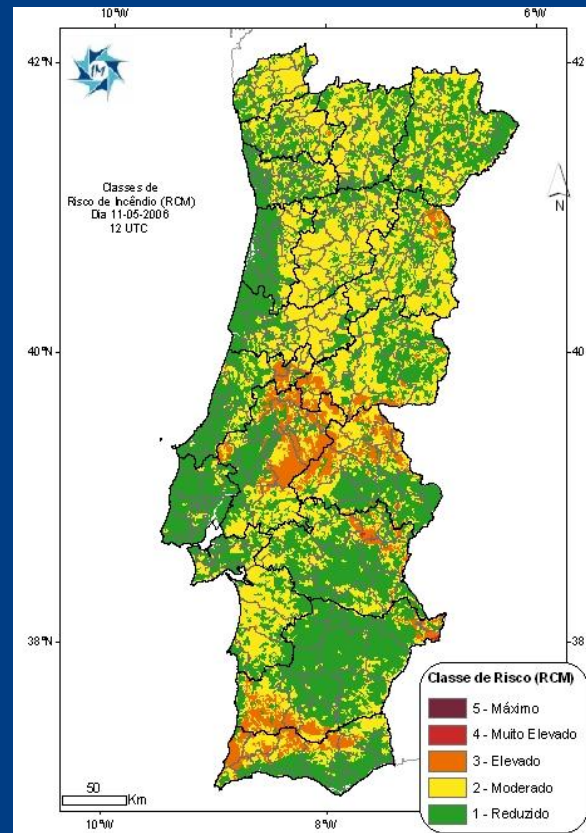 10°W
6°W
42°N
42
IM
Classes de
Risco de Incêndio (RCM)
Dia 11-05-2006
12 UTC
N
40°N
40
38°N
38
Classe de Risco (RCM)
5 - Máximo
4 - Muito Elevado
3 - Elevado
2 - Moderado
1 - Reduzido
50
Km
10°W
8°W